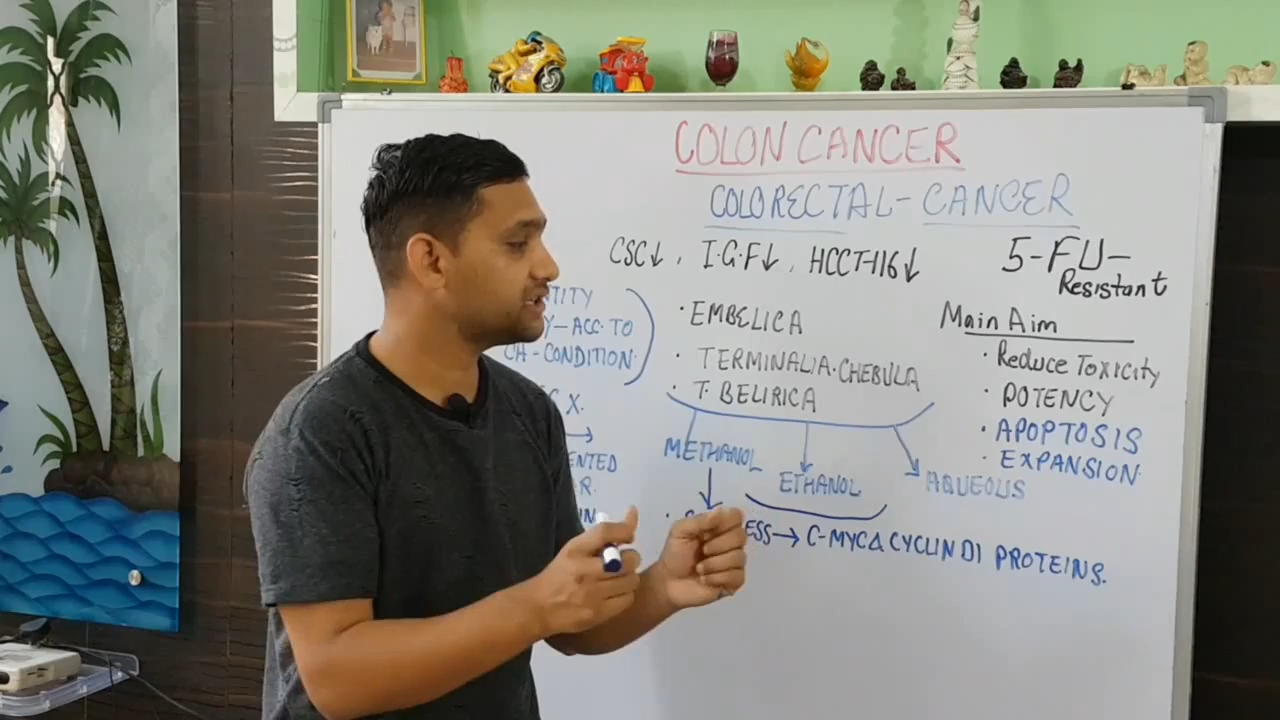 COLON CANCER
COLORECTAL-CANCER
CSC↓, I.G.F↓, HCCT-116↓
5-FU-
Resistant
TITY
Y-ACC. TO
CH-CONDITION
C X.
→
ENTED
R.
IN
• EMBELICA
• TERMINALIA.CHEBULA
• T. BELIRICA
METHANOL
ETHANOL
AQUEOUS
ESS→ C-MYC & CYCLIN D1 PROTEINS.
Main Aim
• Reduce Toxicity
• POTENCY
• APOPTOSIS
• EXPANSION